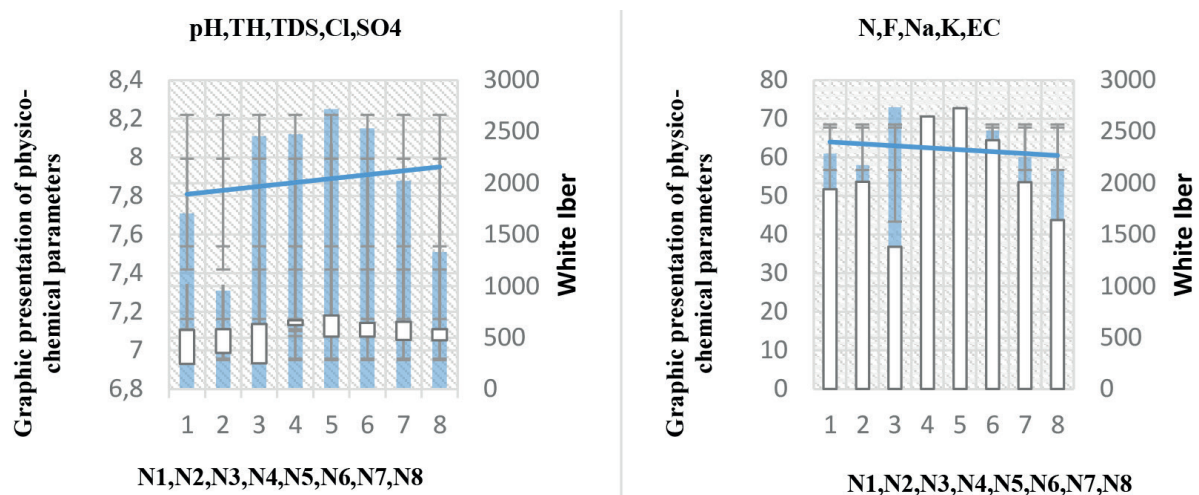 pH,TH,TDS,Cl,SO4
Graphic presentation of physico-
chemical parameters
8,4
8,2
8
7,8
7,6
7,4
7,2
7
6,8
3000
2500
2000
1500
1000
500
0
White Iber
1 2 3 4 5 6 7 8
N1,N2,N3,N4,N5,N6,N7,N8
N,F,Na,K,EC
Graphic presentation of physico-
chemical parameters
80
70
60
50
40
30
20
10
0
3000
2500
2000
1500
1000
500
0
White Iber
1 2 3 4 5 6 7 8
N1,N2,N3,N4,N5,N6,N7,N8